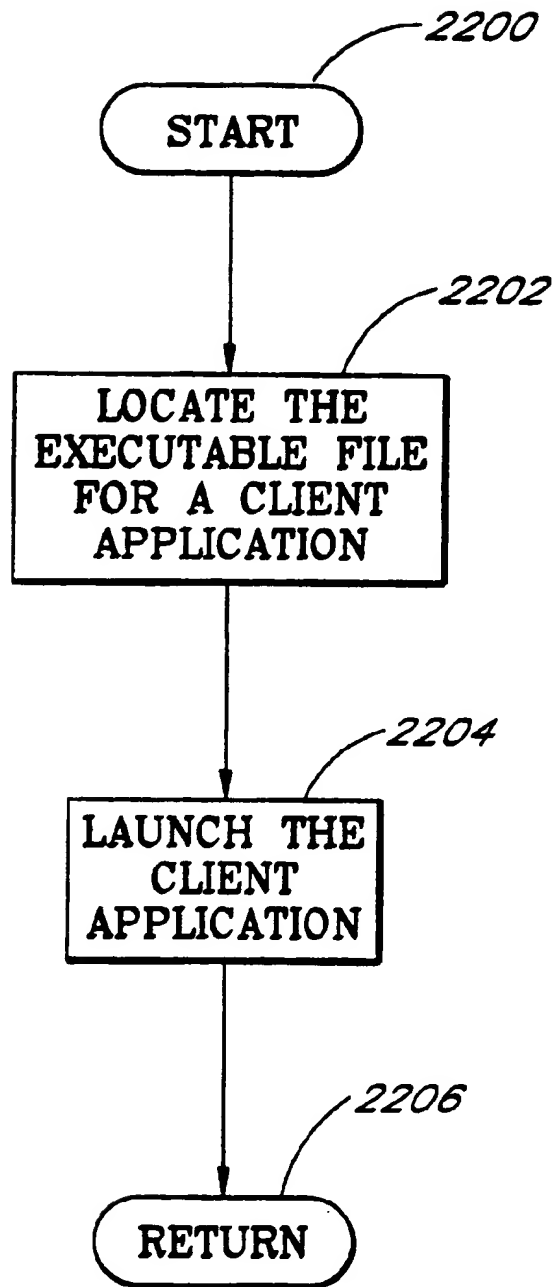 2200
START
2202
LOCATE THE
EXECUTABLE FILE
FOR A CLIENT
APPLICATION
2204
LAUNCH THE
CLIENT
APPLICATION
2206
RETURN